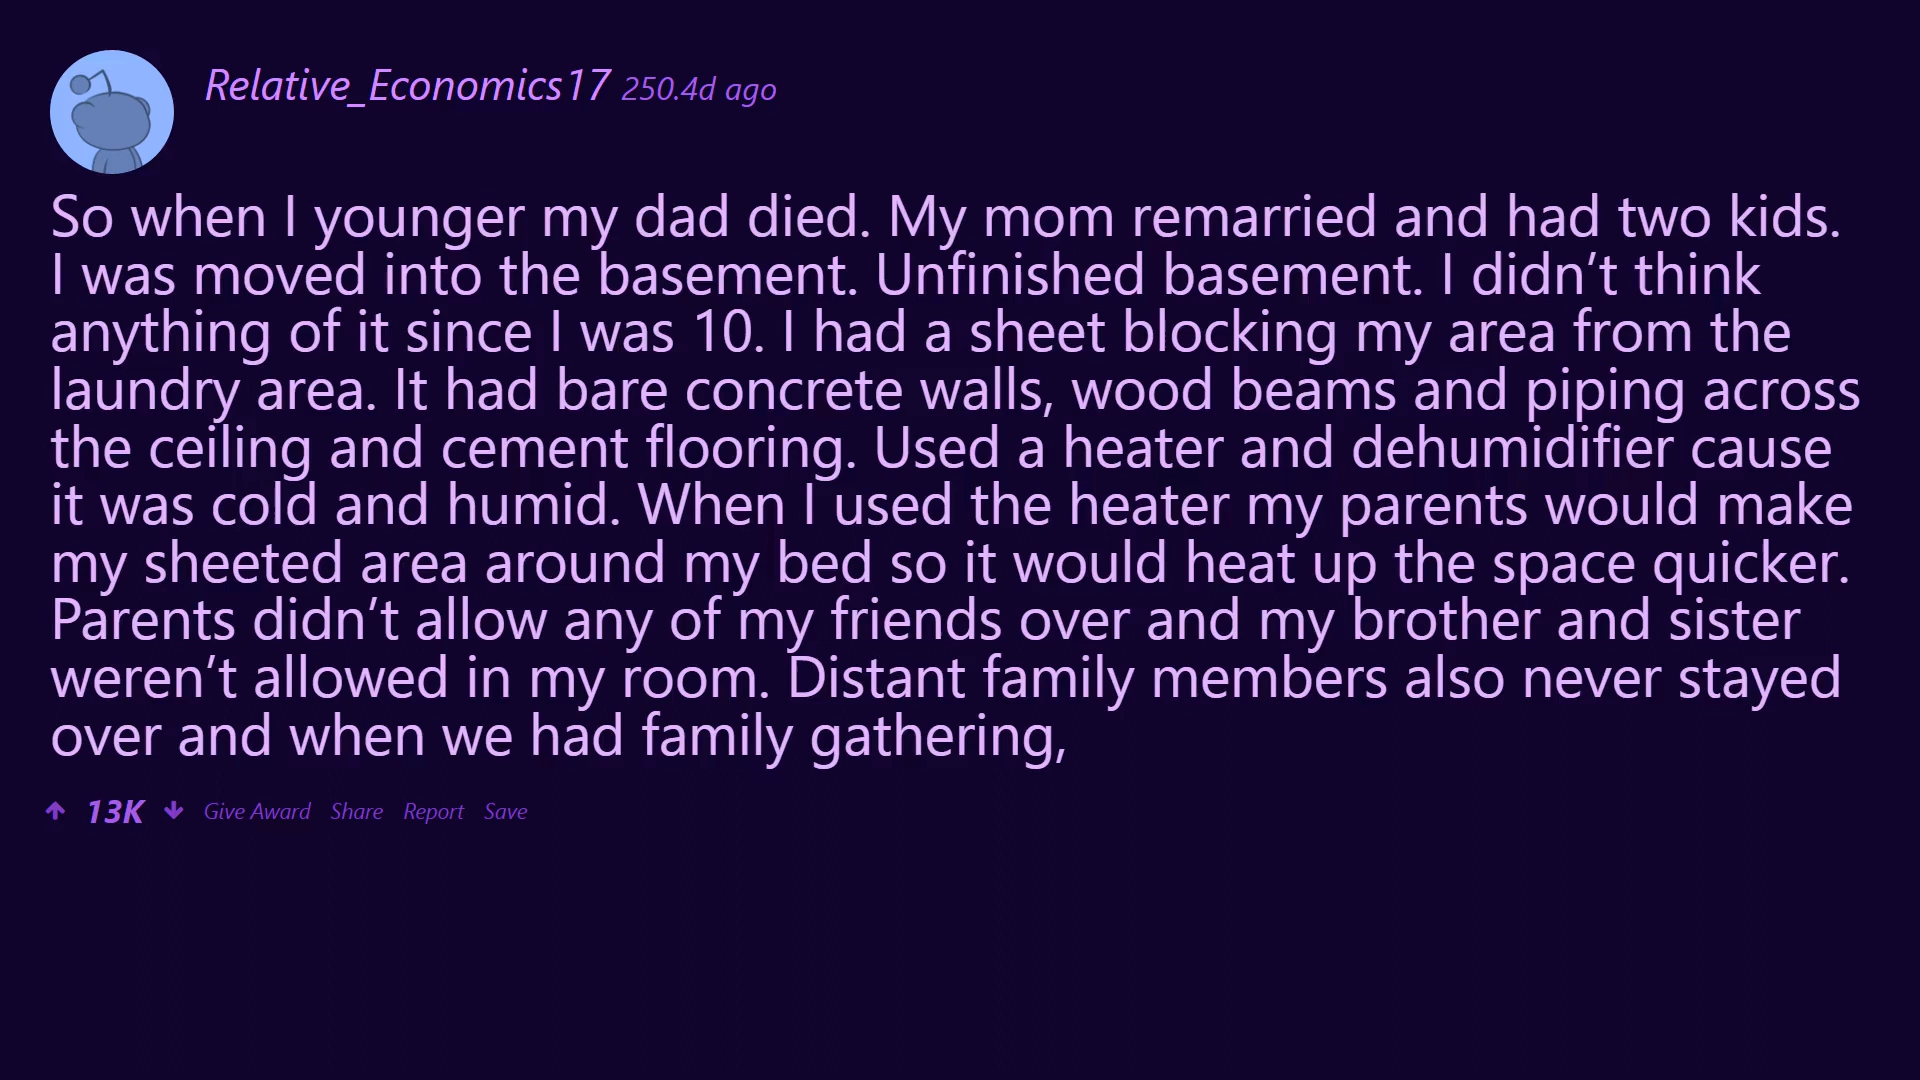 Relative_Economics17 250.4d ago
So when I younger my dad died. My mom remarried and had two kids.
I was moved into the basement. Unfinished basement. I didn’t think
anything of it since I was 10. I had a sheet blocking my area from the
laundry area. It had bare concrete walls, wood beams and piping across
the ceiling and cement flooring. Used a heater and dehumidifier cause
it was cold and humid. When I used the heater my parents would make
my sheeted area around my bed so it would heat up the space quicker.
Parents didn’t allow any of my friends over and my brother and sister
weren’t allowed in my room. Distant family members also never stayed
over and when we had family gathering,
13K Give Award Share Report Save